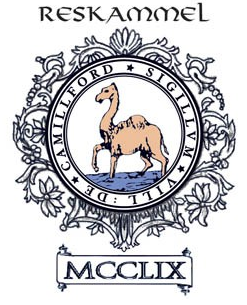 RESKAMMEL
★ SIGILLVM ★ VILL : DE ★ CAMILLFORD
MCCLIX